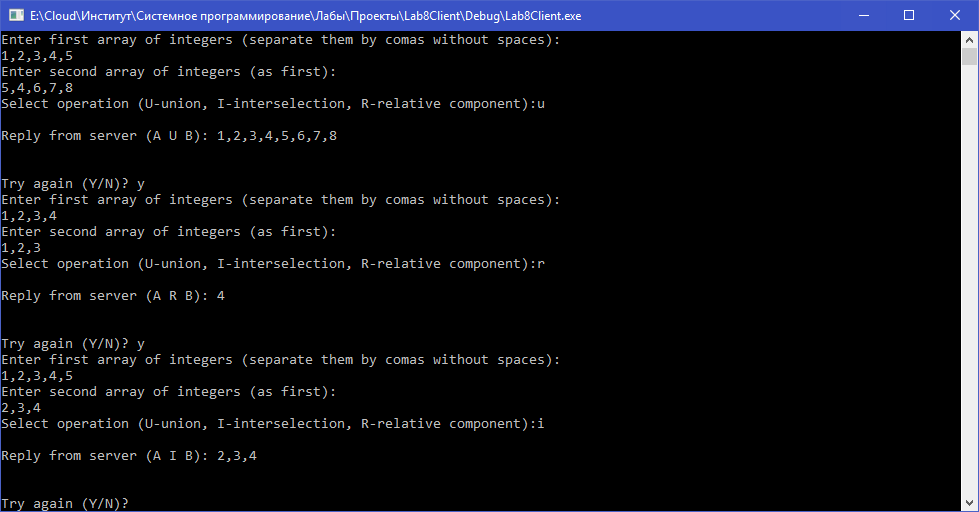 E:\Cloud\Институт\Системное программирование\Лабы\Проекты\Lab8Client\Debug\Lab8Client.exe
Enter first array of integers (separate them by comas without spaces):
1,2,3,4,5
Enter second array of integers (as first):
5,4,6,7,8
Select operation (U-union, I-interselection, R-relative component):u
Reply from server (A U B): 1,2,3,4,5,6,7,8
Try again (Y/N)? y
Enter first array of integers (separate them by comas without spaces):
1,2,3,4
Enter second array of integers (as first):
1,2,3
Select operation (U-union, I-interselection, R-relative component):r
Reply from server (A R B): 4
Try again (Y/N)? y
Enter first array of integers (separate them by comas without spaces):
1,2,3,4,5
Enter second array of integers (as first):
2,3,4
Select operation (U-union, I-interselection, R-relative component):i
Reply from server (A I B): 2,3,4
Try again (Y/N)?